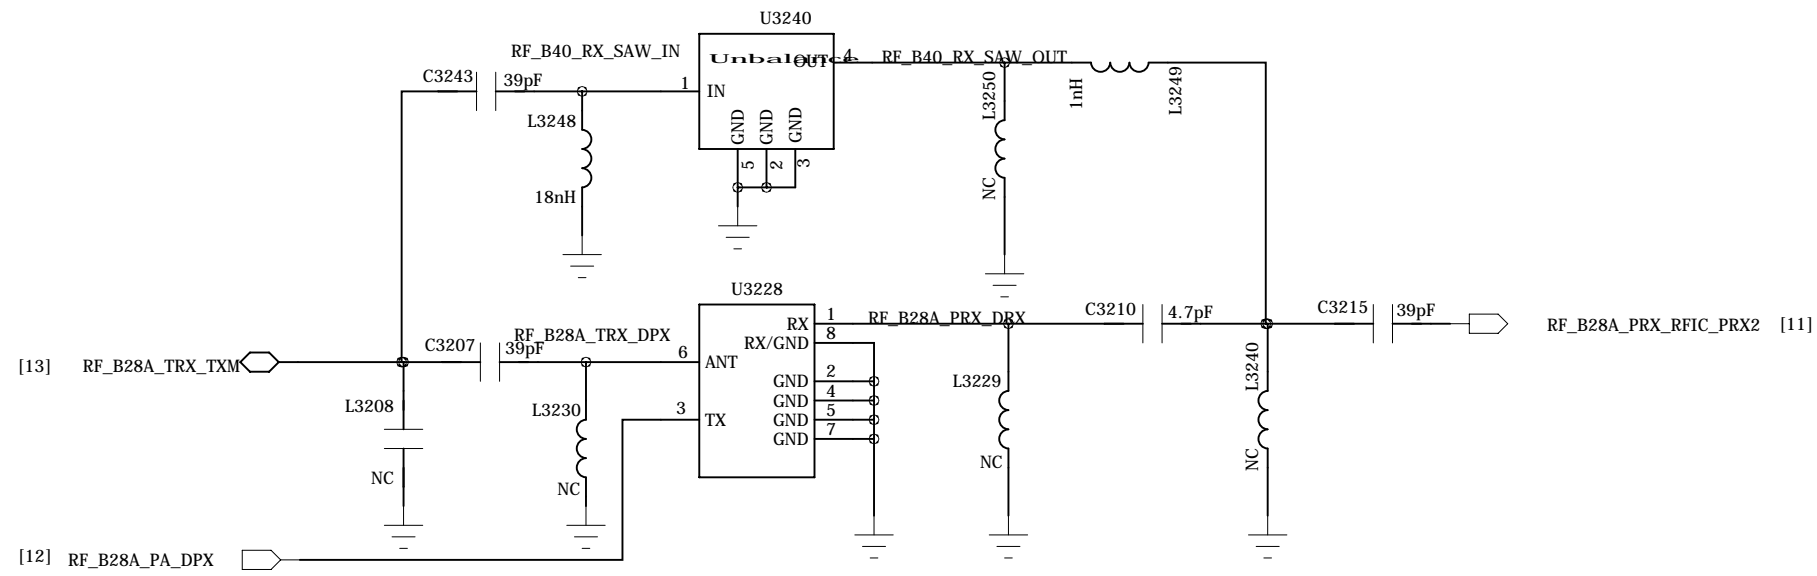 U3240
RF_B40_RX_SAW_IN
Unbalance
OUT
4
RF_B40_RX_SAW_OUT
C3243
39pF
1
IN
L3250
1nH
L3249
L3248
GND
GND
GND
5
2
3
18nH
NC
U3228
RX
1
RF_B28A_PRX_DRX
C3210
4.7pF
C3215
39pF
RF_B28A_PRX_RFIC_PRX2
[11]
RX/GND
8
RF_B28A_TRX_DPX
C3207
39pF
6
ANT
[13]
RF_B28A_TRX_TXM
GND
2
L3229
L3240
GND
4
L3208
L3230
3
TX
GND
5
GND
7
NC
NC
NC
NC
[12]
RF_B28A_PA_DPX